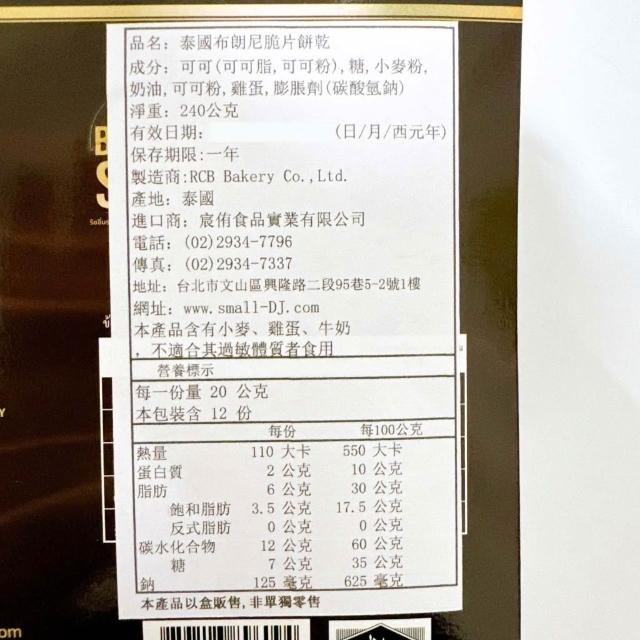 品名: 泰國布朗尼脆片餅乾
成分: 可可(可可脂,可可粉),糖,小麥粉,
奶油,可可粉,雞蛋,膨脹劑(碳酸氫鈉)
淨重: 240公克
有效日期: (日/月/西元年)
保存期限:一年
製造商:RCB Bakery Co.,Ltd.
產地: 泰國
進口商: 宸侑食品實業有限公司
電話: (02)2934-7796
傳真: (02)2934-7337
地址: 台北市文山區興隆路二段95巷5-2號1樓
網址: www.small-DJ.com
本產品含有小麥、雞蛋、牛奶
,不適合其過敏體質者食用
營養標示
每一份量 20 公克
本包裝含 12 份
每份 每100公克
熱量 110 大卡 550 大卡
蛋白質 2 公克 10 公克
脂肪 6 公克 30 公克
飽和脂肪 3.5 公克 17.5 公克
反式脂肪 0 公克 0 公克
碳水化合物 12 公克 60 公克
糖 7 公克 35 公克
鈉 125 毫克 625 毫克
本產品以盒販售,非單獨零售